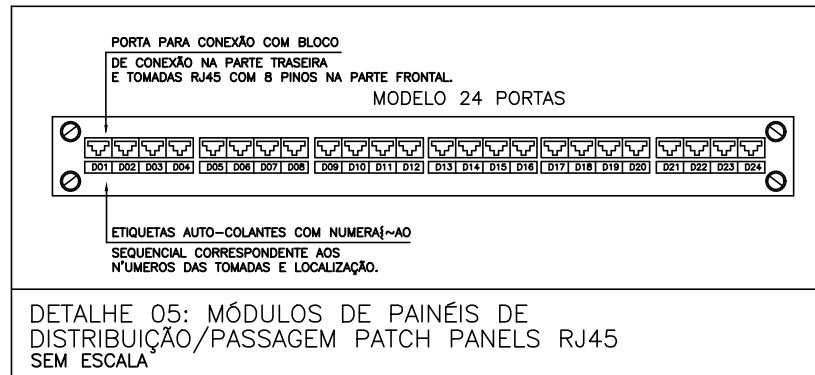 PORTA PARA CONEXÃO COM BLOCO
DE CONEXÃO NA PARTE TRASEIRA
E TOMADAS RJ45 COM 8 PINOS NA PARTE FRONTAL.
MODELO 24 PORTAS
D01 D02 D03 D04 D05 D06 D07 D08 D09 D10 D11 D12 D13 D14 D15 D16 D17 D18 D19 D20 D21 D22 D23 D24
ETIQUETAS AUTO-COLANTES COM NUMERA{~AO
SEQUENCIAL CORRESPONDENTE AOS
N'UMEROS DAS TOMADAS E LOCALIZAÇÃO.
DETALHE 05: MÓDULOS DE PAINÉIS DE
DISTRIBUIÇÃO/PASSAGEM PATCH PANELS RJ45
SEM ESCALA